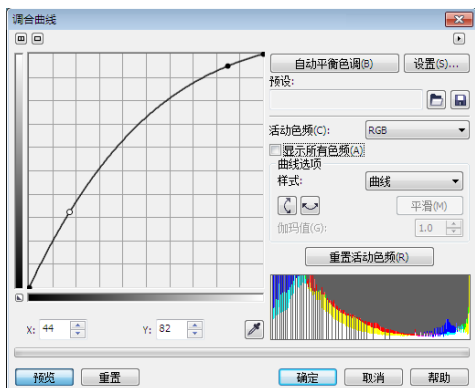 调合曲线
自动平衡色调(B) 设置(S)...
预设:
活动色频(C): RGB
显示所有色频(A)
曲线选项
样式: 曲线
平滑(M)
伽玛值(G): 1.0
重置活动色频(R)
X: 44 Y: 82
预览 重置 确定 取消 帮助